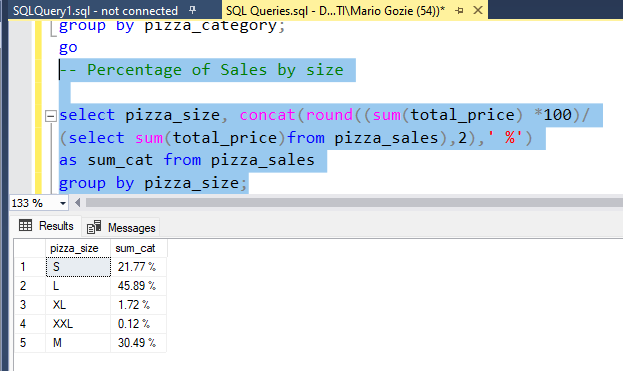 SQLQuery1.sql - not connected SQL Queries.sql - D...TI\Mario Gozie (54))*
group by pizza_category;
go
-- Percentage of Sales by size
select pizza_size, concat(round((sum(total_price) *100)/
(select sum(total_price)from pizza_sales),2),' %')
as sum_cat from pizza_sales
group by pizza_size;
133 %
Results Messages
pizza_size sum_cat
1 S 21.77 %
2 L 45.89 %
3 XL 1.72 %
4 XXL 0.12 %
5 M 30.49 %